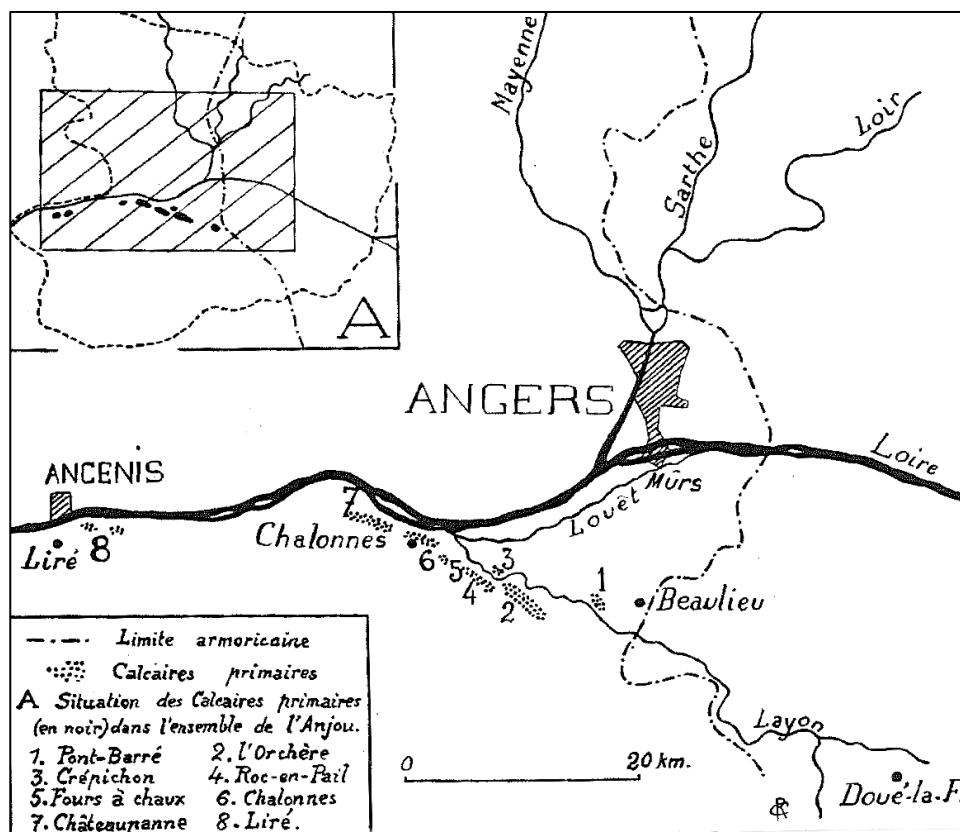 A
Mayenne
Sarthe
Loir
ANGERS
Loire
ANCENIS
Mûrs
Louêt
7
Chalonnes
Liré
8
6
5
3
4
2
1
Beaulieu
Layon
Doué-la-F
0 20 km.
Limite armoricaine
Calcaires primaires
A Situation des Calcaires primaires
(en noir) dans l'ensemble de l'Anjou.
1. Pont-Barré 2. l'Orchère
3. Crépichon 4. Roc-en-Pail
5. Fours à chaux 6. Chalonnes
7. Châteaupanne 8. Liré.